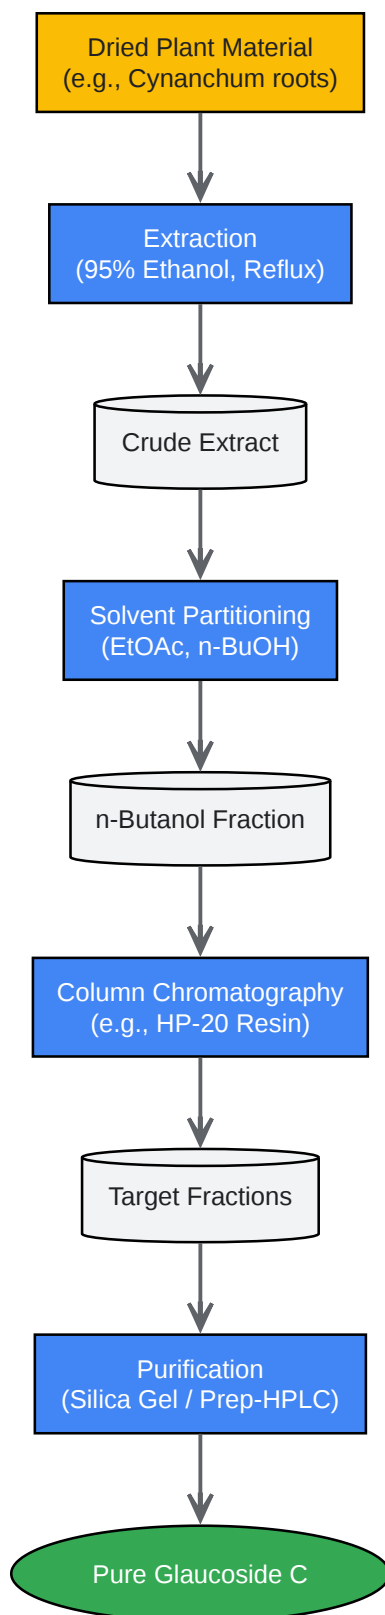 Dried Plant Material
(e.g., Cynanchum roots)
Extraction
(95% Ethanol, Reflux)
Crude Extract
Solvent Partitioning
(EtOAc, n-BuOH)
n-Butanol Fraction
Column Chromatography
(e.g., HP-20 Resin)
Target Fractions
Purification
(Silica Gel / Prep-HPLC)
Pure Glaucoside C